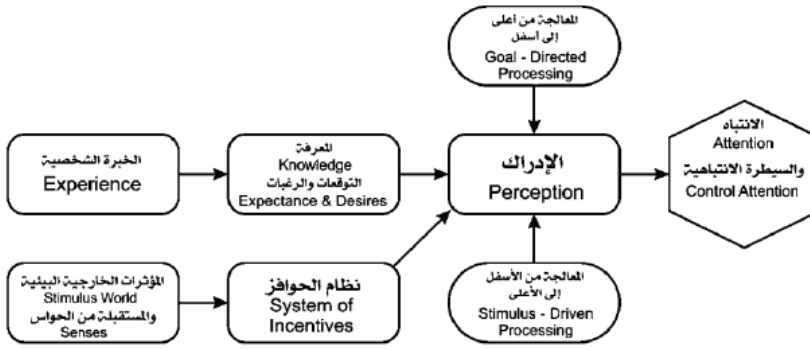 المعالجة من أعلى
إلى أسفل
Goal - Directed
Processing
الخبرة الشخصية
Experience
المعرفة
Knowledge
التوقعات والرغبات
Expectance & Desires
الإدراك
Perception
الانتباه
Attention
والسيطرة الانتباهية
Control Attention
المؤثرات الخارجية البيئية
Stimulus World
والمستقبلة من الحواس
Senses
نظام الحوافز
System of
Incentives
المعالجة من الأسفل
إلى الأعلى
Stimulus - Driven
Processing